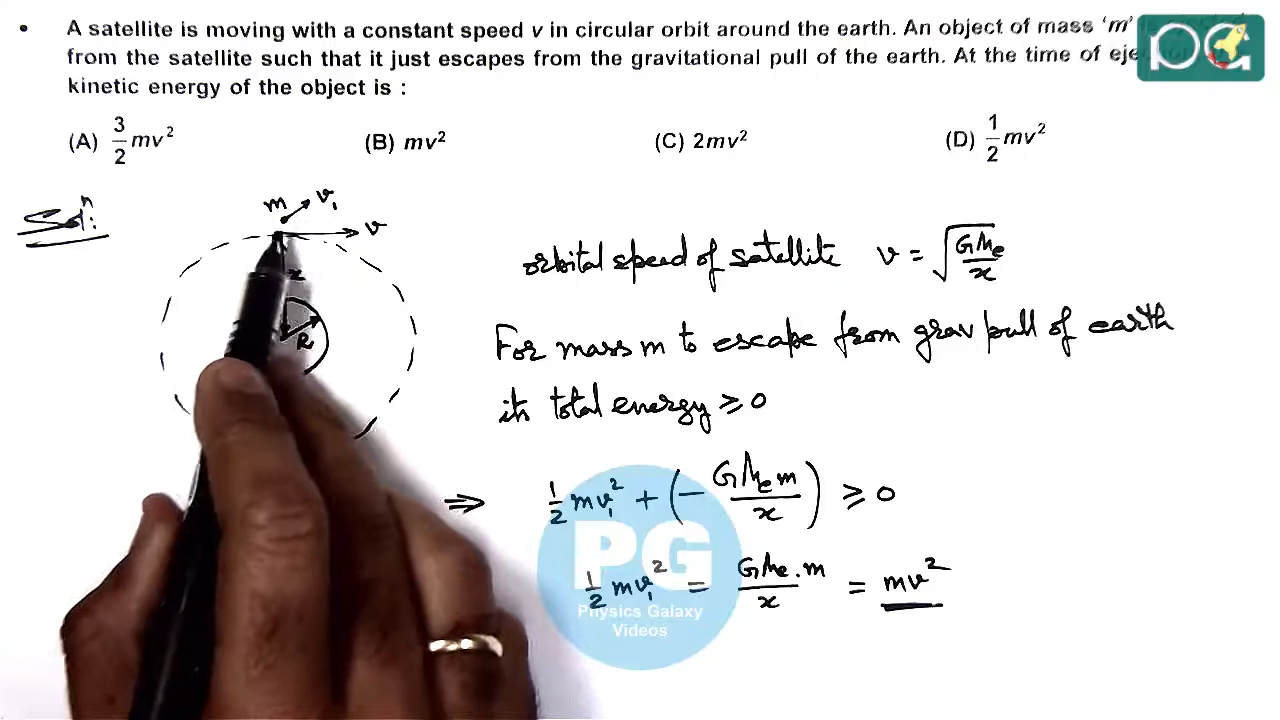 • A satellite is moving with a constant speed v in circular orbit around the earth. An object of mass 'm'
from the satellite such that it just escapes from the gravitational pull of the earth. At the time of
kinetic energy of the object is :
(A) 3/2 mv² (B) mv² (C) 2mv² (D) 1/2 mv²
PG
Solⁿ:
m v₁
v
x
R
orbital speed of satellite v = √(GMe/x)
For mass m to escape from grav pull of earth
its total energy ≥ 0
⇒ 1/2 mv₁² + (- GMem/x) ≥ 0
1/2 mv₁² = GMe.m/x = mv²
PG
Physics Galaxy
Videos